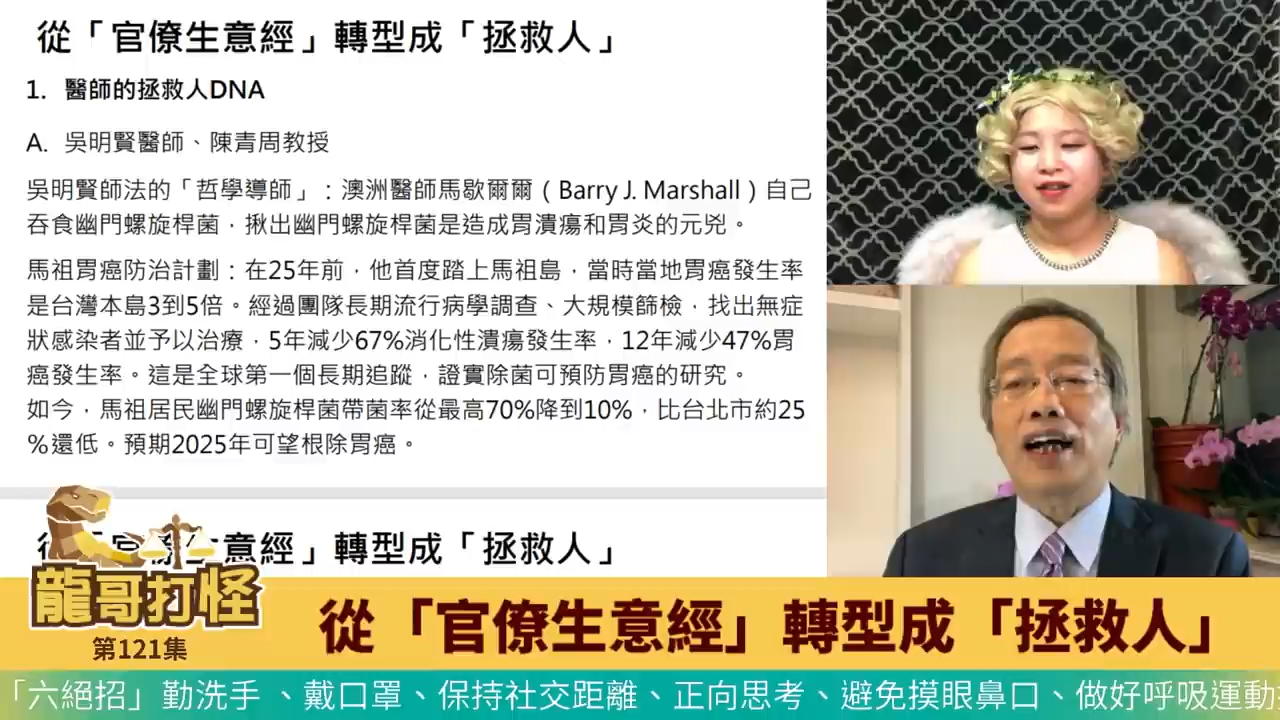 從「官僚生意經」轉型成「拯救人」
1. 醫師的拯救人DNA
A. 吳明賢醫師、陳青周教授
吳明賢師法的「哲學導師」：澳洲醫師馬歇爾爾（Barry J. Marshall）自己
吞食幽門螺旋桿菌，揪出幽門螺旋桿菌是造成胃潰瘍和胃炎的元兇。
馬祖胃癌防治計劃：在25年前，他首度踏上馬祖島，當時當地胃癌發生率
是台灣本島3到5倍。經過團隊長期流行病學調查、大規模篩檢，找出無症
狀感染者並予以治療，5年減少67%消化性潰瘍發生率，12年減少47%胃
癌發生率。這是全球第一個長期追蹤，證實除菌可預防胃癌的研究。
如今，馬祖居民幽門螺旋桿菌帶菌率從最高70%降到10%，比台北市約25
%還低。預期2025年可望根除胃癌。
從「官僚生意經」轉型成「拯救人」
龍哥打怪
第121集
從「官僚生意經」轉型成「拯救人」
「六絕招」勤洗手 、戴口罩、保持社交距離、正向思考、避免摸眼鼻口、做好呼吸運動